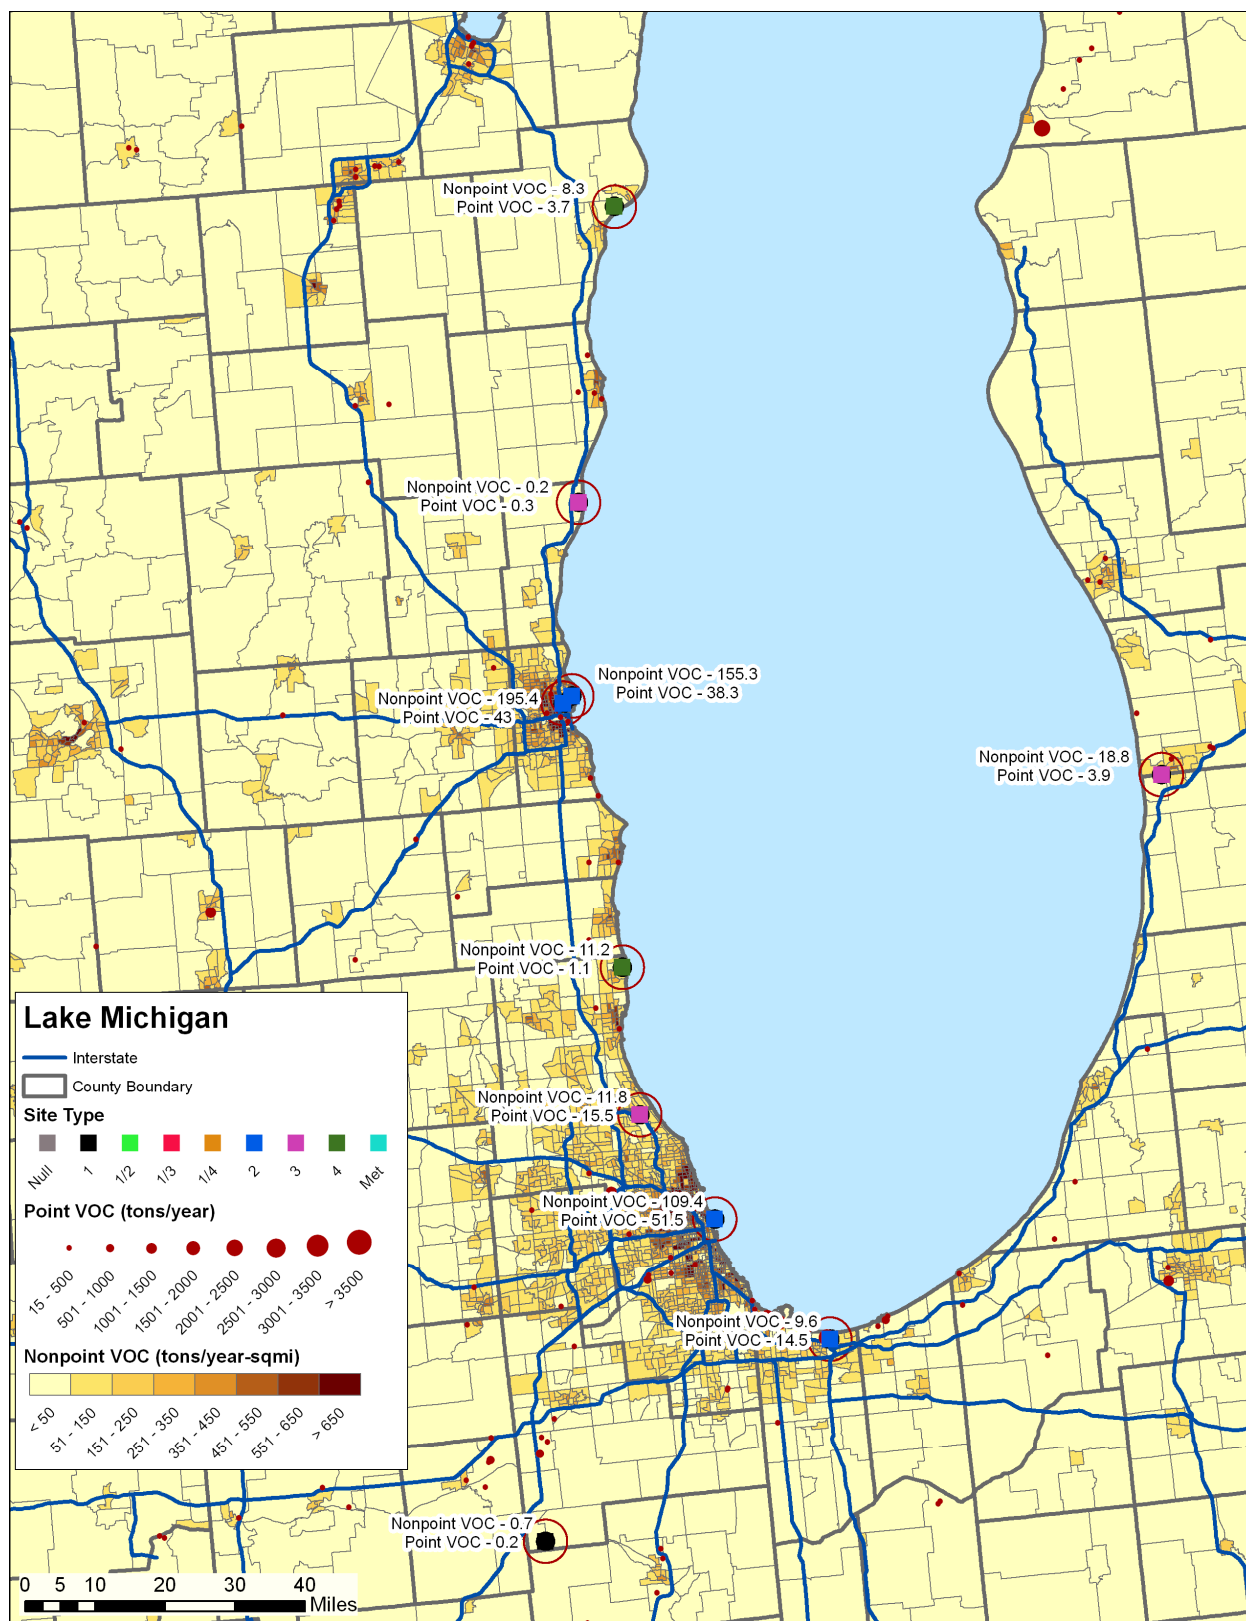 Nonpoint VOC - 8.3
Point VOC - 3.7
Nonpoint VOC - 0.2
Point VOC - 0.3
Nonpoint VOC - 155.3
Point VOC - 38.3
Nonpoint VOC - 195.4
Point VOC - 43
Nonpoint VOC - 18.8
Point VOC - 3.9
Nonpoint VOC - 11.2
Point VOC - 1.1
Lake Michigan
Interstate
County Boundary
Site Type
Null 1 1/2 1/3 1/4 2 3 4 Met
Point VOC (tons/year)
15 - 500 501 - 1000 1001 - 1500 1501 - 2000 2001 - 2500 2501 - 3000 3001 - 3500 > 3500
Nonpoint VOC (tons/year-sqmi)
< 50 51 - 150 151 - 250 251 - 350 351 - 450 451 - 550 551 - 650 > 650
Nonpoint VOC - 11.8
Point VOC - 15.5
Nonpoint VOC - 109.4
Point VOC - 51.5
Nonpoint VOC - 9.6
Point VOC - 14.5
Nonpoint VOC - 0.7
Point VOC - 0.2
0 5 10 20 30 40
Miles